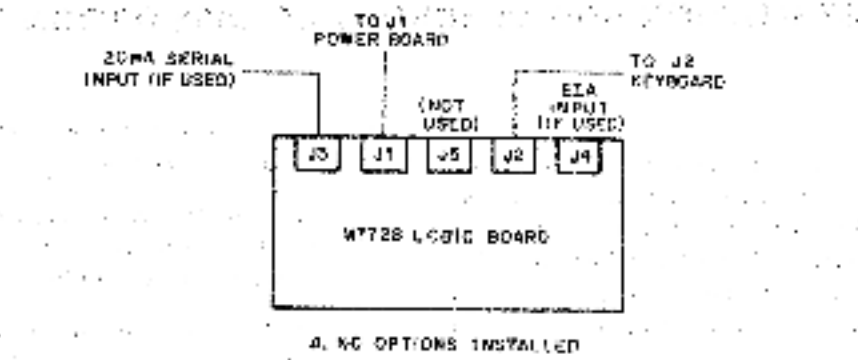 TO J1
POWER BOARD
20MA SERIAL
INPUT (IF USED)
TO J2
KEYBOARD
(NOT
USED)
EIA
INPUT
(IF USED)
J3 J1 J5 J2 J4
M7728 LOGIC BOARD
A. NO OPTIONS INSTALLED